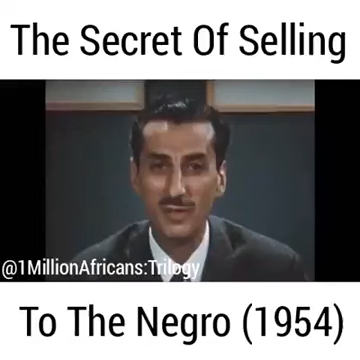 The Secret Of Selling
@1MillionAfricans:Trilogy
To The Negro (1954)